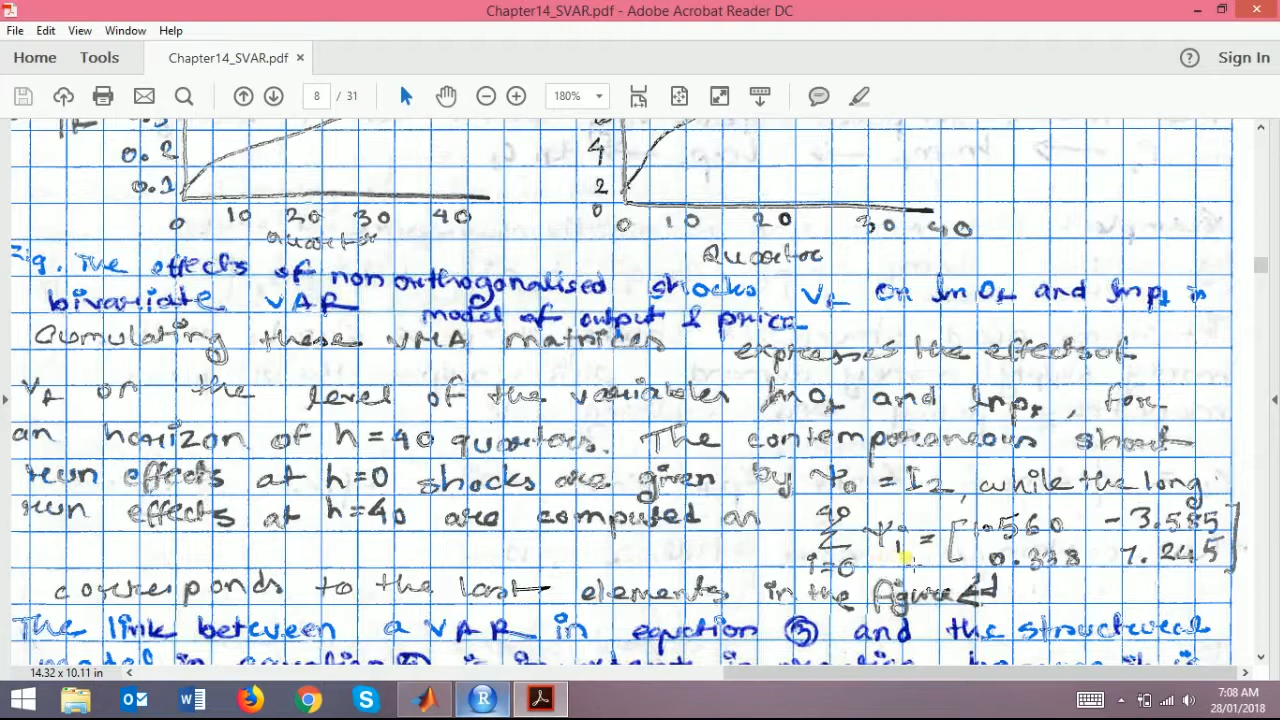 Chapter14_SVAR.pdf - Adobe Acrobat Reader DC
File Edit View Window Help
Home Tools Chapter14_SVAR.pdf × Sign In
8 / 31 180%
0.2 4
0.1 2
0
0 10 20 30 40 0 10 20 30 40
Quarter Quarter
Fig. The effects of non orthogonalised shocks Vt on lnOt and lnpt in
bivariate VAR model of output & price
Cumulating these VMA matrices expresses the effects of
Vt on the level of the variables lnOt and lnpt, for
an horizon of h=40 quarters. The contemporaneous short
run effects at h=0 shocks are given by Ψ0 = I2, while the long
run effects at h=40 are computed an 40 Σ i=0 Ψi = [1.560 -3.585
0.338 7.245]
corresponds to the last elements in the figure
The link between a VAR in equation ③ and the structural
14.32 x 10.11 in
7:08 AM
28/01/2018